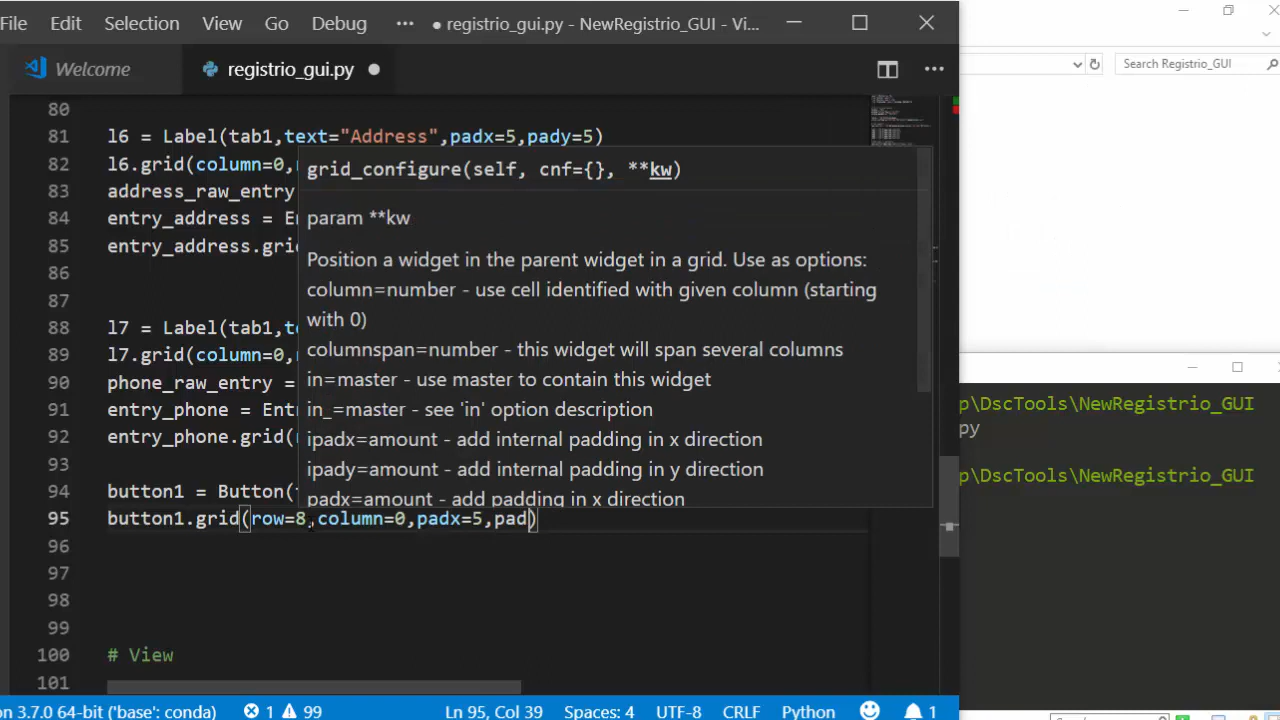 File Edit Selection View Go Debug ••• ● registrio_gui.py - NewRegistrio_GUI - Vi...
Welcome registrio_gui.py ●
Search Registrio_GUI
80
81 l6 = Label(tab1,text="Address",padx=5,pady=5)
82 l6.grid(column=0,
83 address_raw_entry
84 entry_address = En
85 entry_address.gri
86
87
88 l7 = Label(tab1,te
89 l7.grid(column=0,
90 phone_raw_entry =
91 entry_phone = Entr
92 entry_phone.grid(
93
94 button1 = Button(
95 button1.grid(row=8,column=0,padx=5,pad)
96
97
98
99
100 # View
101
grid_configure(self, cnf={}, **kw)
param **kw
Position a widget in the parent widget in a grid. Use as options:
column=number - use cell identified with given column (starting
with 0)
columnspan=number - this widget will span several columns
in=master - use master to contain this widget
in_=master - see 'in' option description
ipadx=amount - add internal padding in x direction
ipady=amount - add internal padding in y direction
padx=amount - add padding in x direction
p\DscTools\NewRegistrio_GUI
py
p\DscTools\NewRegistrio_GUI
n 3.7.0 64-bit ('base': conda) 1 99 Ln 95, Col 39 Spaces: 4 UTF-8 CRLF Python 1